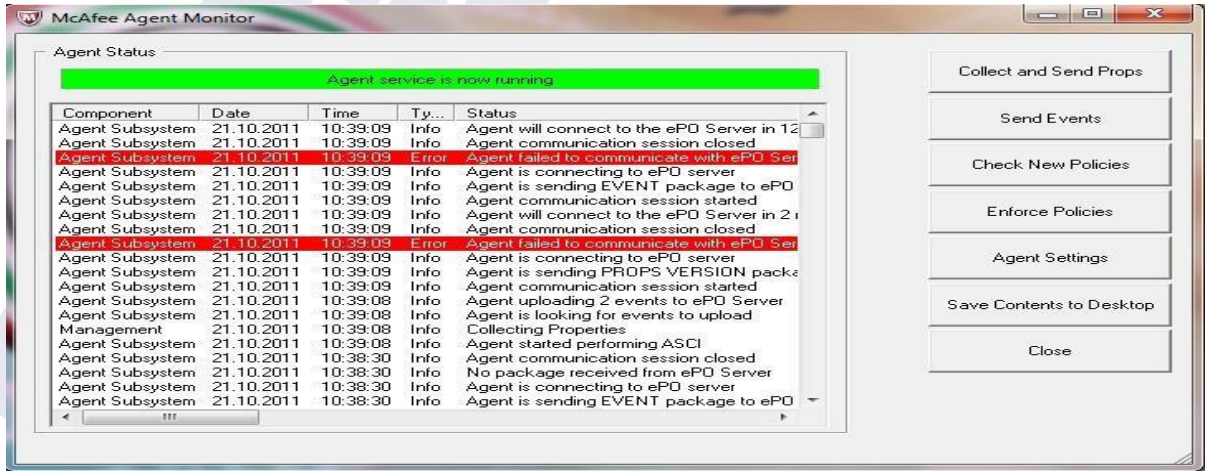 McAfee Agent Monitor
Agent Status
Agent service is now running
Component Date Time Ty... Status
Agent Subsystem 21.10.2011 10:39:09 Info Agent will connect to the ePO Server in 12
Agent Subsystem 21.10.2011 10:39:09 Info Agent communication session closed
Agent Subsystem 21.10.2011 10:39:09 Error Agent failed to communicate with ePO Ser
Agent Subsystem 21.10.2011 10:39:09 Info Agent is connecting to ePO server
Agent Subsystem 21.10.2011 10:39:09 Info Agent is sending EVENT package to ePO
Agent Subsystem 21.10.2011 10:39:09 Info Agent communication session started
Agent Subsystem 21.10.2011 10:39:09 Info Agent will connect to the ePO Server in 2
Agent Subsystem 21.10.2011 10:39:09 Info Agent communication session closed
Agent Subsystem 21.10.2011 10:39:09 Error Agent failed to communicate with ePO Ser
Agent Subsystem 21.10.2011 10:39:09 Info Agent is connecting to ePO server
Agent Subsystem 21.10.2011 10:39:09 Info Agent is sending PROPS VERSION packa
Agent Subsystem 21.10.2011 10:39:09 Info Agent communication session started
Agent Subsystem 21.10.2011 10:39:08 Info Agent uploading 2 events to ePO Server
Agent Subsystem 21.10.2011 10:39:08 Info Agent is looking for events to upload
Management 21.10.2011 10:39:08 Info Collecting Properties
Agent Subsystem 21.10.2011 10:39:08 Info Agent started performing ASCI
Agent Subsystem 21.10.2011 10:38:30 Info Agent communication session closed
Agent Subsystem 21.10.2011 10:38:30 Info No package received from ePO Server
Agent Subsystem 21.10.2011 10:38:30 Info Agent is connecting to ePO server
Agent Subsystem 21.10.2011 10:38:30 Info Agent is sending EVENT package to ePO
Collect and Send Props
Send Events
Check New Policies
Enforce Policies
Agent Settings
Save Contents to Desktop
Close